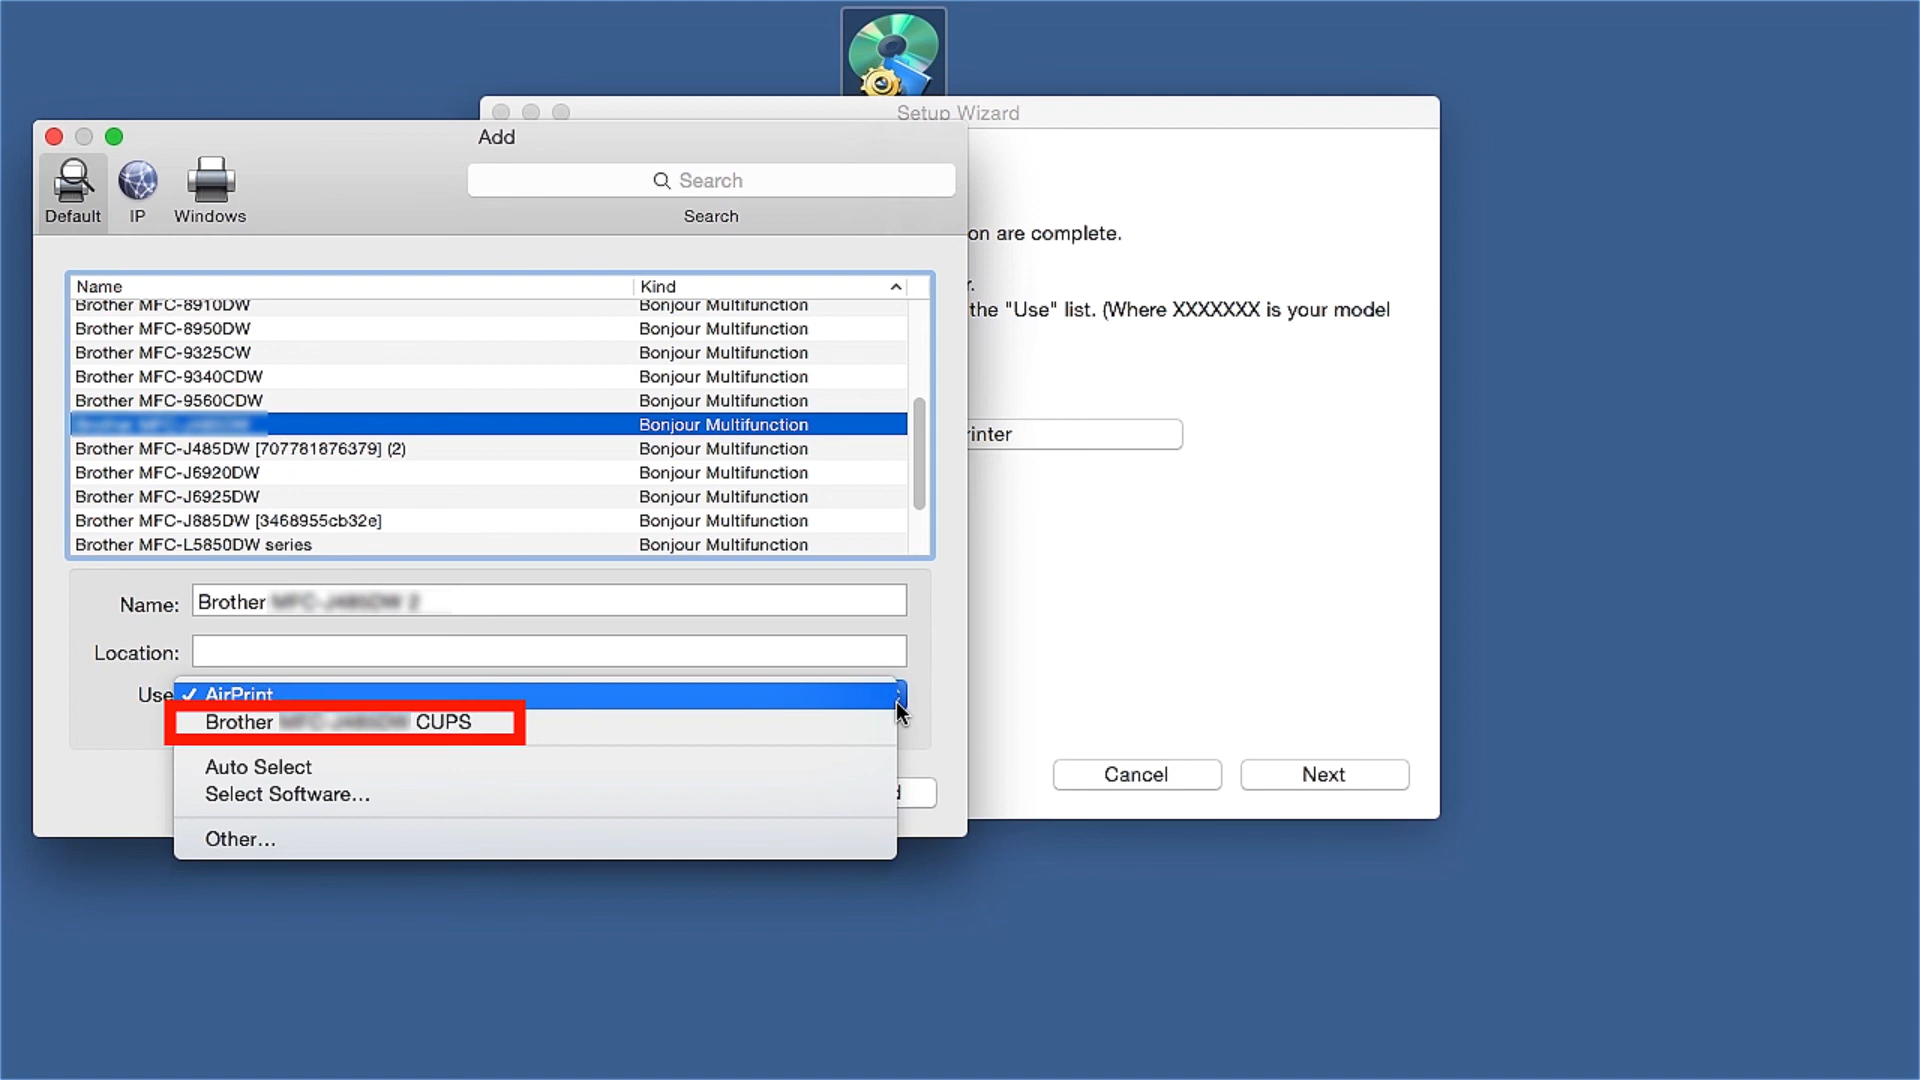 Setup Wizard
Add
Search
Default
IP
Windows
Search
on are complete.
r.
the "Use" list. (Where XXXXXXX is your model
inter
Name
Kind
Brother MFC-8910DW
Bonjour Multifunction
Brother MFC-8950DW
Bonjour Multifunction
Brother MFC-9325CW
Bonjour Multifunction
Brother MFC-9340CDW
Bonjour Multifunction
Brother MFC-9560CDW
Bonjour Multifunction
Bonjour Multifunction
Brother MFC-J485DW [707781876379] (2)
Bonjour Multifunction
Brother MFC-J6920DW
Bonjour Multifunction
Brother MFC-J6925DW
Bonjour Multifunction
Brother MFC-J885DW [3468955cb32e]
Bonjour Multifunction
Brother MFC-L5850DW series
Bonjour Multifunction
Name:
Brother
Location:
Use
✓ AirPrint
Brother CUPS
Auto Select
Select Software...
Other...
Cancel
Next